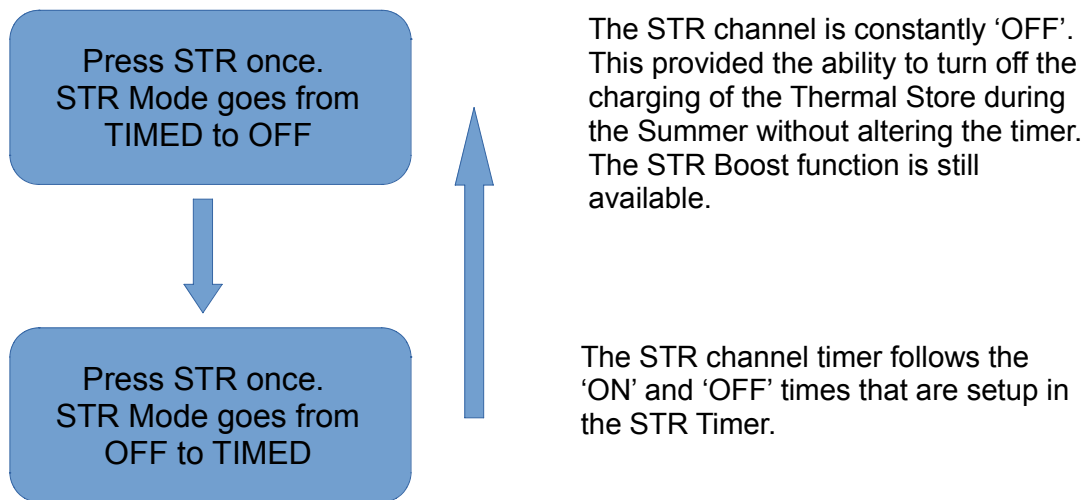 Press STR once.
STR Mode goes from
TIMED to OFF
The STR channel is constantly ‘OFF’.
This provided the ability to turn off the
charging of the Thermal Store during
the Summer without altering the timer.
The STR Boost function is still
available.
Press STR once.
STR Mode goes from
OFF to TIMED
The STR channel timer follows the
‘ON’ and ‘OFF’ times that are setup in
the STR Timer.